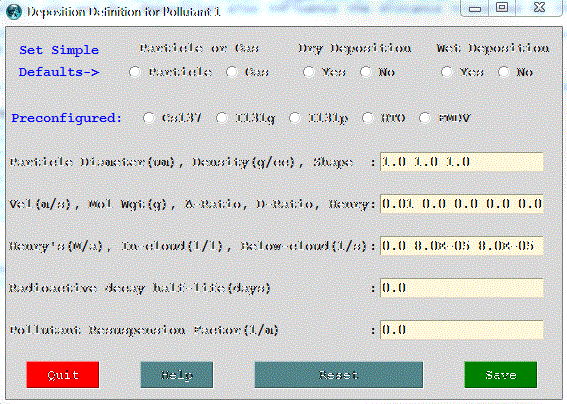 Deposition Definition for Pollutant 1
Set Simple Particle or Gas Dry Deposition Wet Deposition
Defaults-> Particle Gas Yes No Yes No
Preconfigured: Cs137 I131g I131p HTO FMDV
Particle Diameter(um), Density(g/cc), Shape : 1.0 1.0 1.0
Vel(m/s), Mol Wgt(g), A-Ratio, D-Ratio, Henry: 0.01 0.0 0.0 0.0 0.0
Henry's(M/a), In-cloud(l/l), Below-cloud(1/s): 0.0 8.0E-05 8.0E-05
Radioactive decay half-life(days) : 0.0
Pollutant Resuspension Factor(1/m) : 0.0
Quit Help Reset Save